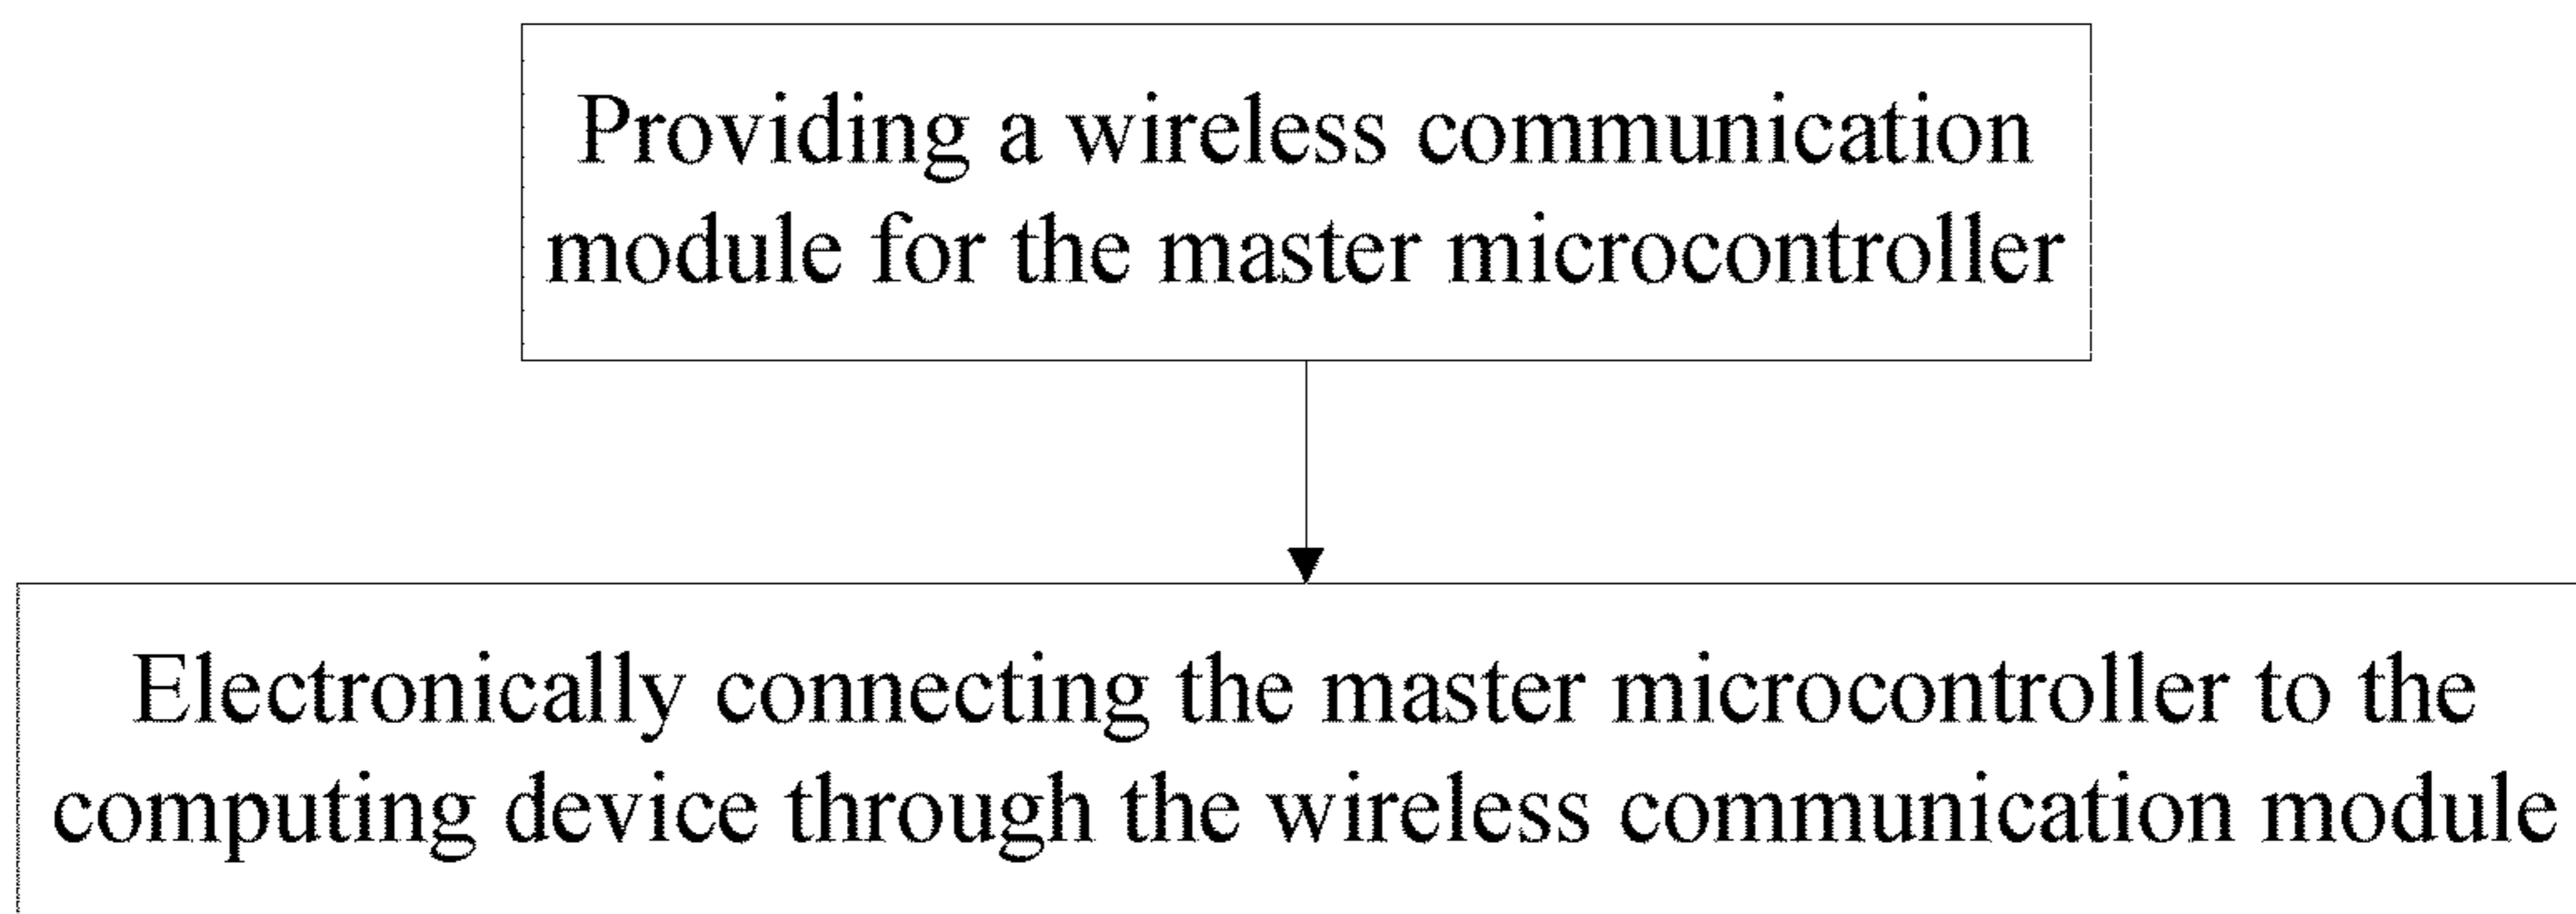 Providing a wireless communication
module for the master microcontroller
Electronically connecting the master microcontroller to the
computing device through the wireless communication module